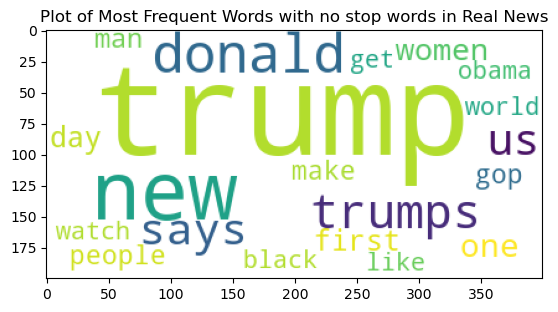 Plot of Most Frequent Words with no stop words in Real News
0
25
50
75
100
125
150
175
man
donald
get
women
obama
trump
world
day
us
make
gop
new
trumps
says
watch
first
one
people
black
like
0 50 100 150 200 250 300 350